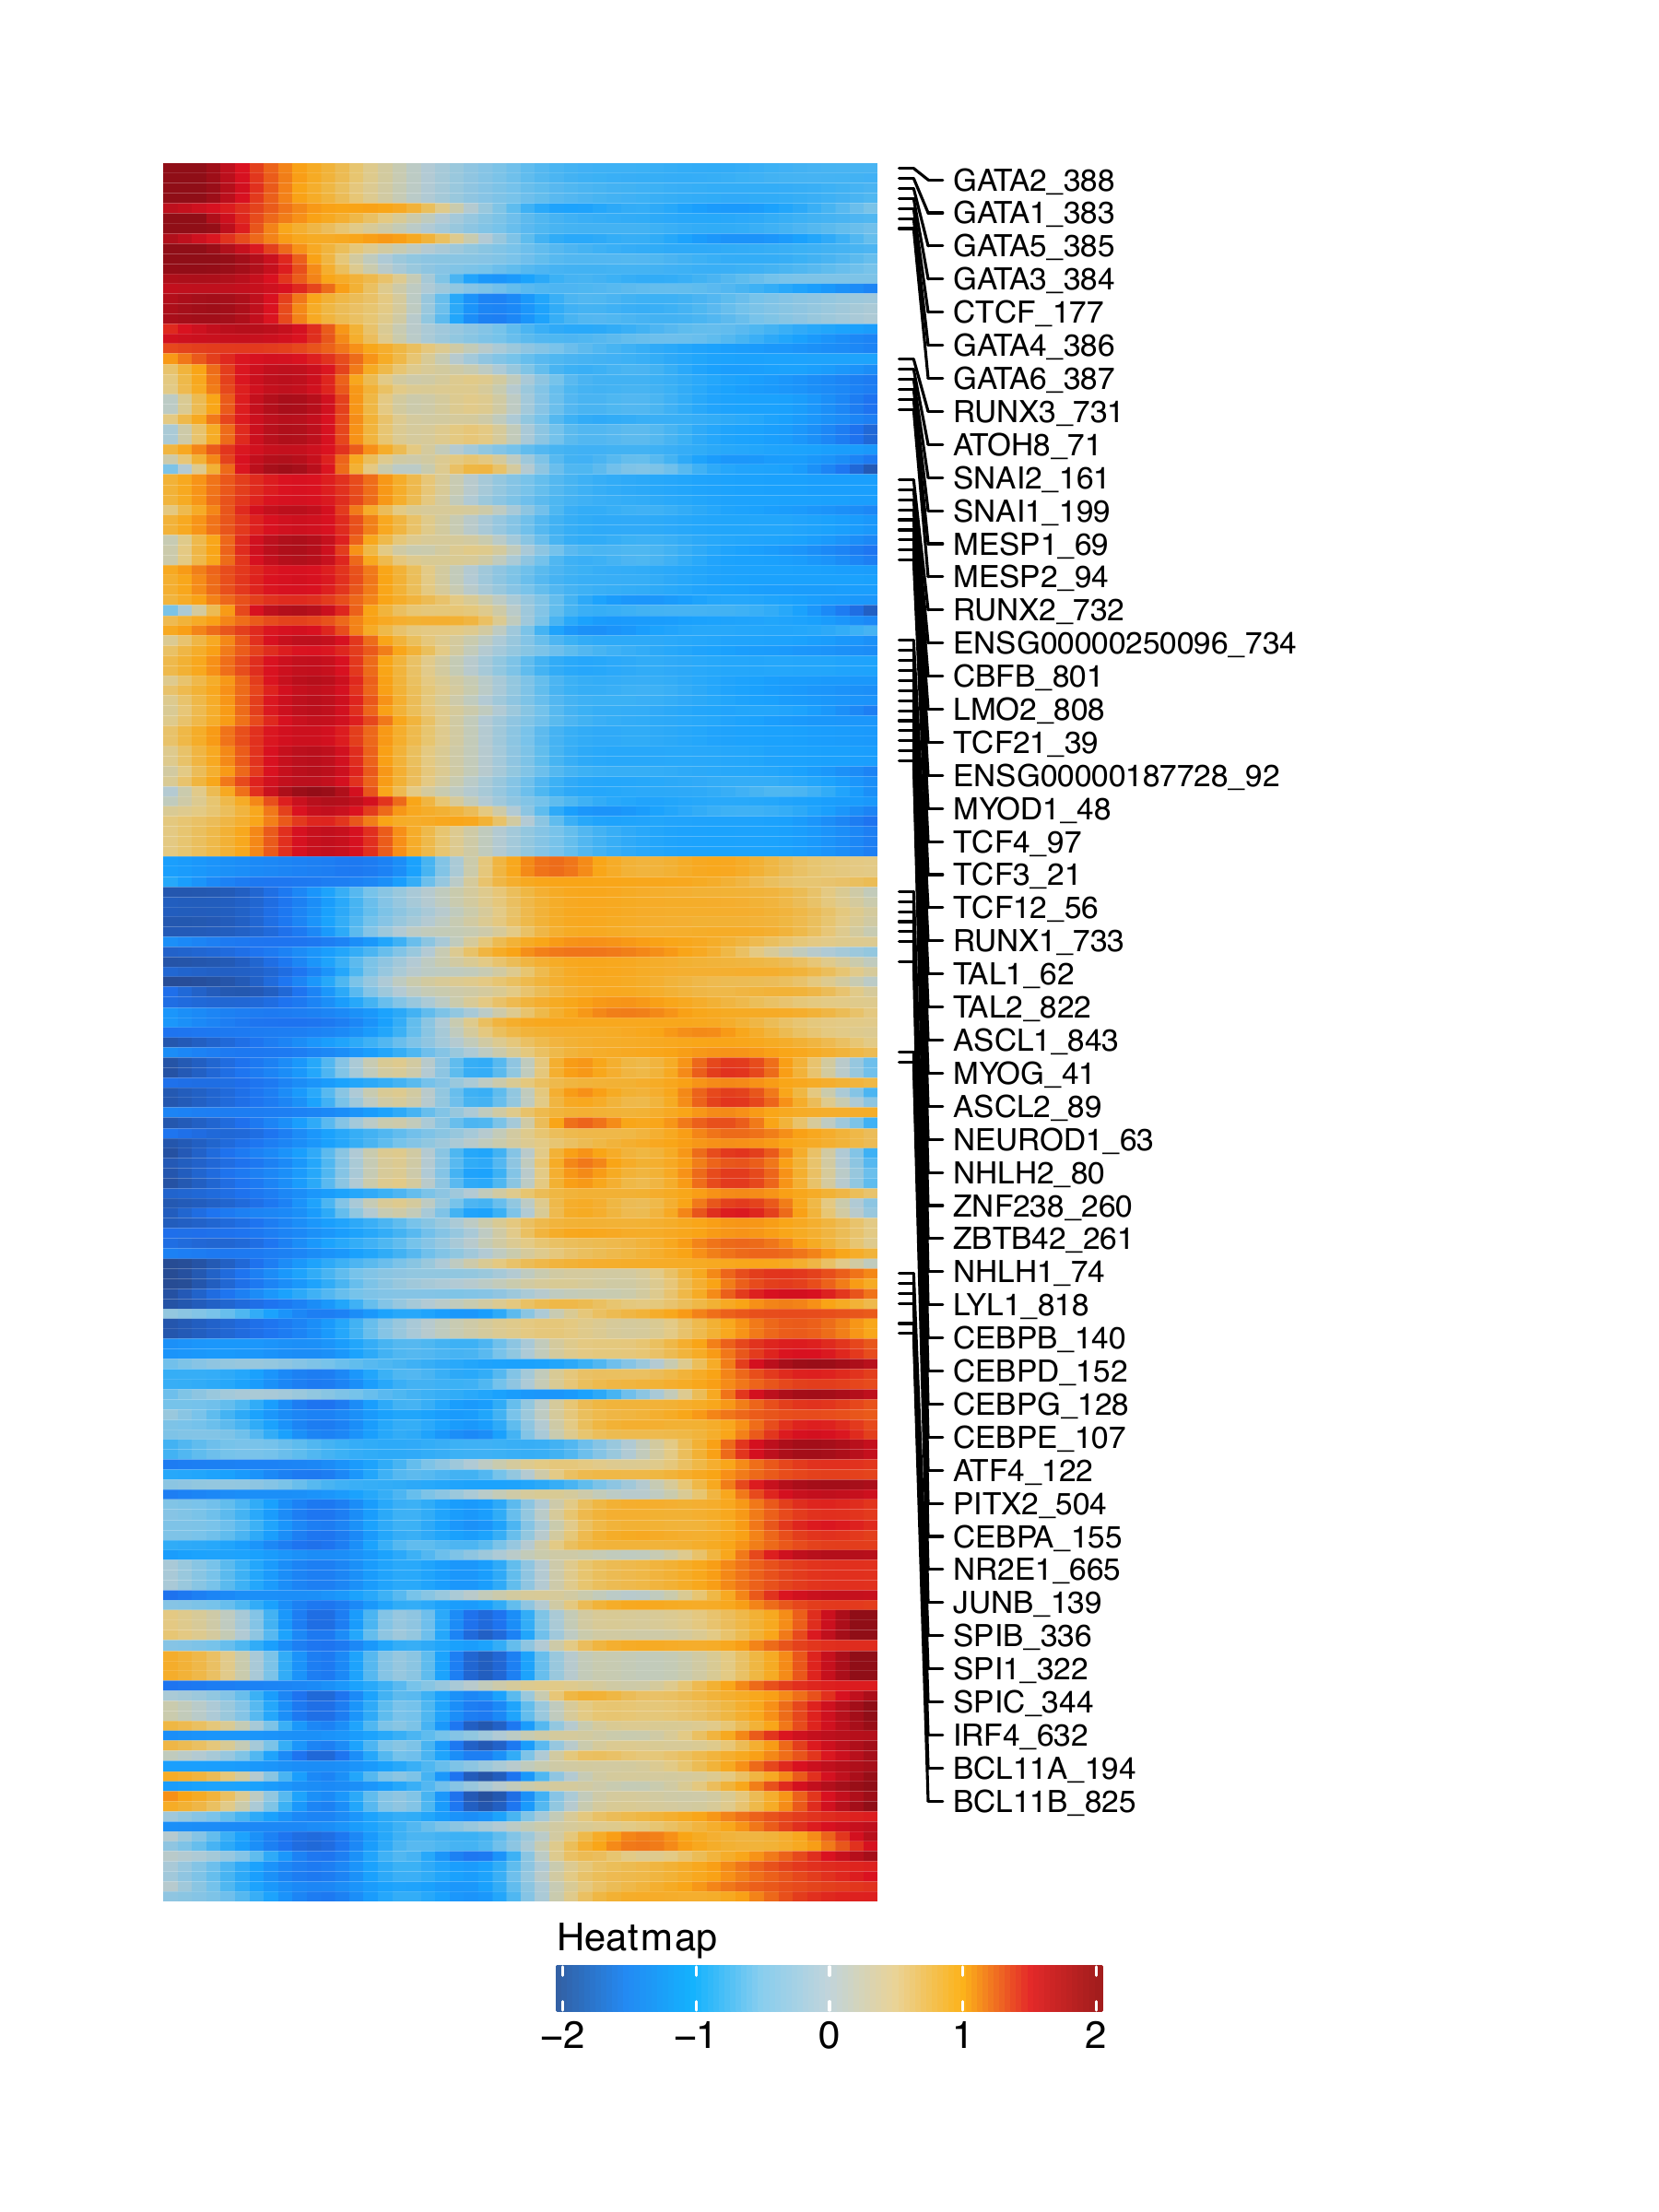 GATA2_388
GATA1_383
GATA5_385
GATA3_384
CTCF_177
GATA4_386
GATA6_387
RUNX3_731
ATOH8_71
SNAI2_161
SNAI1_199
MESP1_69
MESP2_94
RUNX2_732
ENSG00000250096_734
CBFB_801
LMO2_808
TCF21_39
ENSG00000187728_92
MYOD1_48
TCF4_97
TCF3_21
TCF12_56
RUNX1_733
TAL1_62
TAL2_822
ASCL1_843
MYOG_41
ASCL2_89
NEUROD1_63
NHLH2_80
ZNF238_260
ZBTB42_261
NHLH1_74
LYL1_818
CEBPB_140
CEBPD_152
CEBPG_128
CEBPE_107
ATF4_122
PITX2_504
CEBPA_155
NR2E1_665
JUNB_139
SPIB_336
SPI1_322
SPIC_344
IRF4_632
BCL11A_194
BCL11B_825
Heatmap
−2 −1 0 1 2